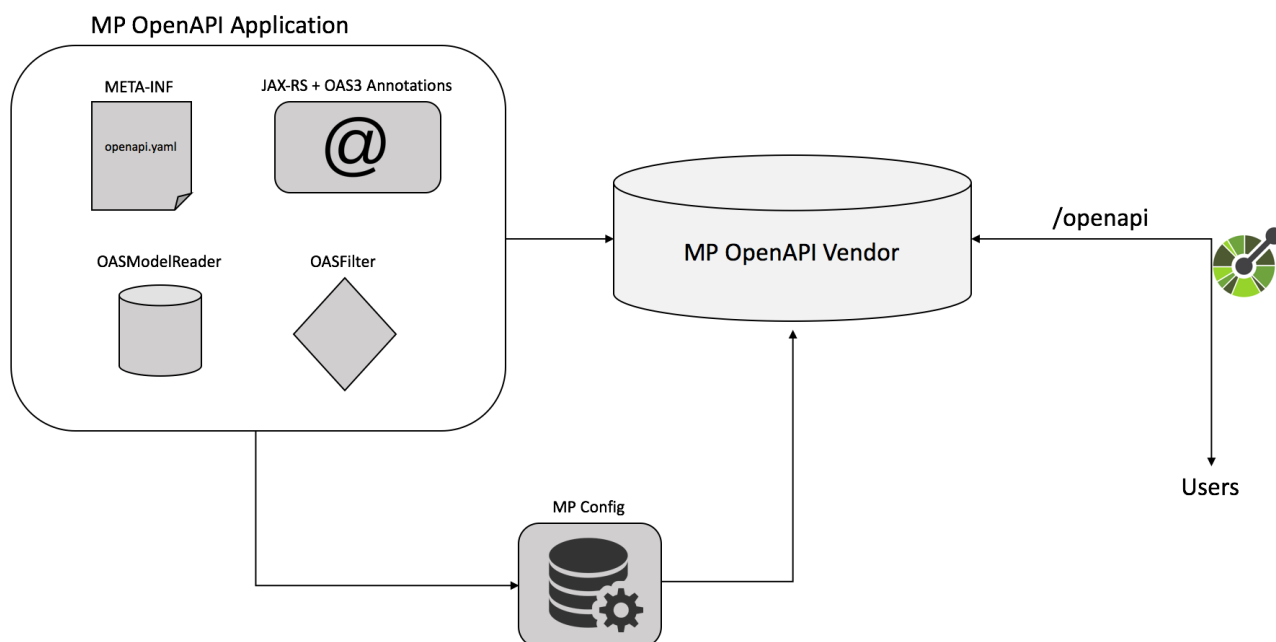 MP OpenAPI Application
META-INF
JAX-RS + OAS3 Annotations
openapi.yaml
@
OASModelReader
OASFilter
MP OpenAPI Vendor
/openapi
Users
MP Config